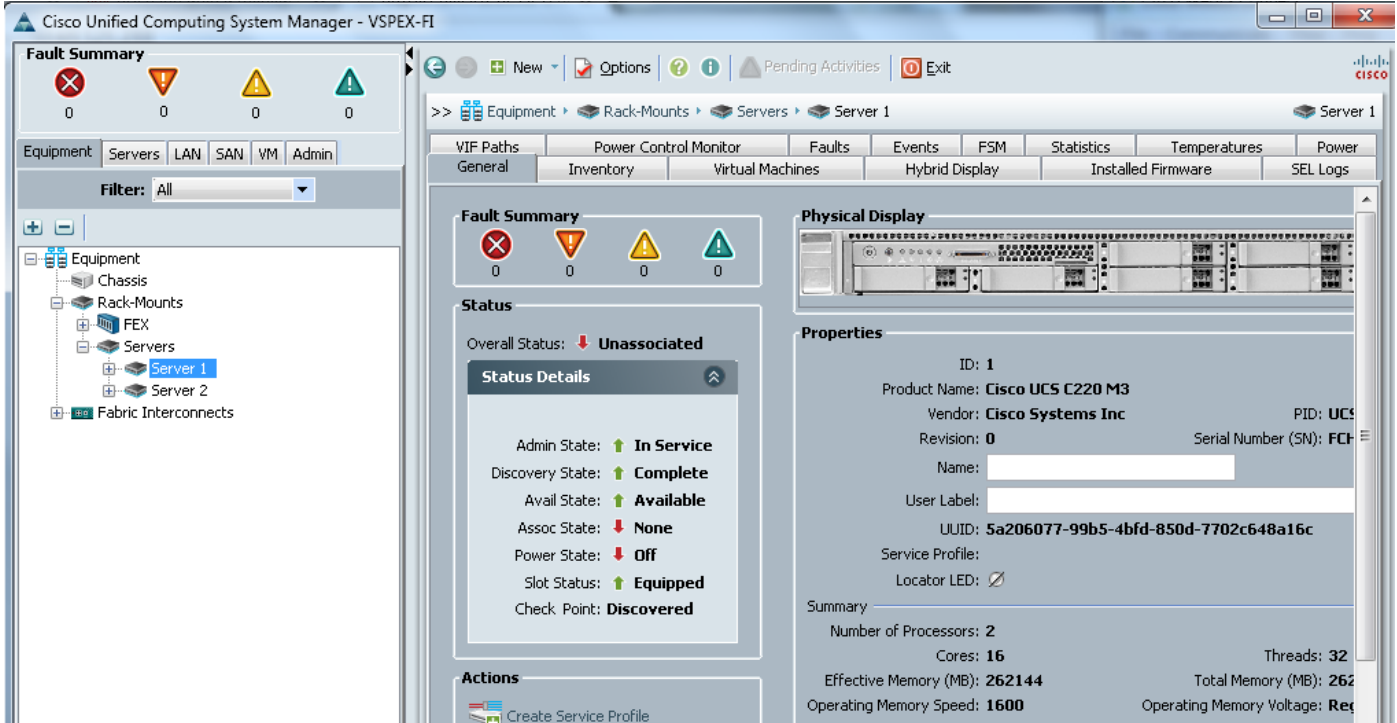 Cisco Unified Computing System Manager - VSPEX-FI
Fault Summary
0 0 0 0
New Options Pending Activities Exit
cisco
>> Equipment Rack-Mounts Servers Server 1 Server 1
Equipment Servers LAN SAN VM Admin
Filter: All
Equipment
Chassis
Rack-Mounts
FEX
Servers
Server 1
Server 2
Fabric Interconnects
VIF Paths Power Control Monitor Faults Events FSM Statistics Temperatures Power
General Inventory Virtual Machines Hybrid Display Installed Firmware SEL Logs
Fault Summary
0 0 0 0
Status
Overall Status: Unassociated
Status Details
Admin State: In Service
Discovery State: Complete
Avail State: Available
Assoc State: None
Power State: Off
Slot Status: Equipped
Check Point: Discovered
Actions
Create Service Profile
Physical Display
Properties
ID: 1
Product Name: Cisco UCS C220 M3
Vendor: Cisco Systems Inc PID: UCS
Revision: 0 Serial Number (SN): FCH
Name:
User Label:
UUID: 5a206077-99b5-4bfd-850d-7702c648a16c
Service Profile:
Locator LED:
Summary
Number of Processors: 2
Cores: 16 Threads: 32
Effective Memory (MB): 262144 Total Memory (MB): 262
Operating Memory Speed: 1600 Operating Memory Voltage: Reg